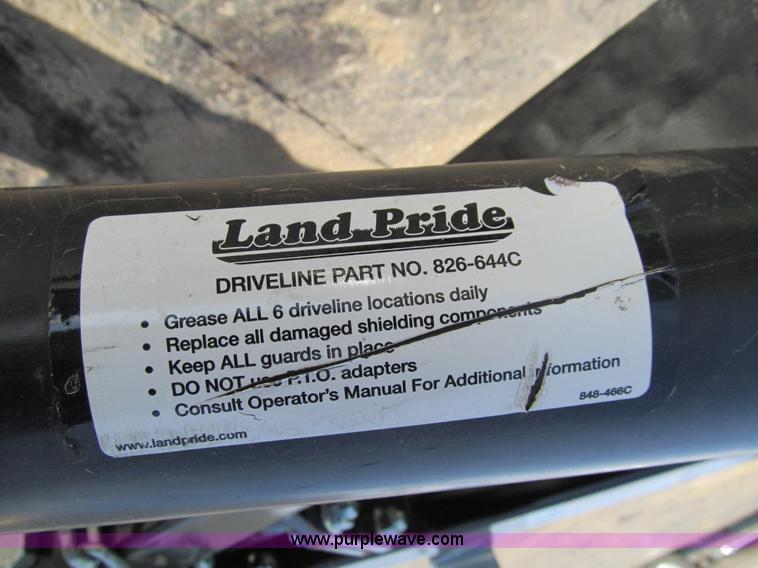 Land Pride
DRIVELINE PART NO. 826-644C
• Grease ALL 6 driveline locations daily
• Replace all damaged shielding components
• Keep ALL guards in place
• DO NOT use P.T.O. adapters
• Consult Operator's Manual For Additional Information
848-466C
www.landpride.com
www.purplewave.com